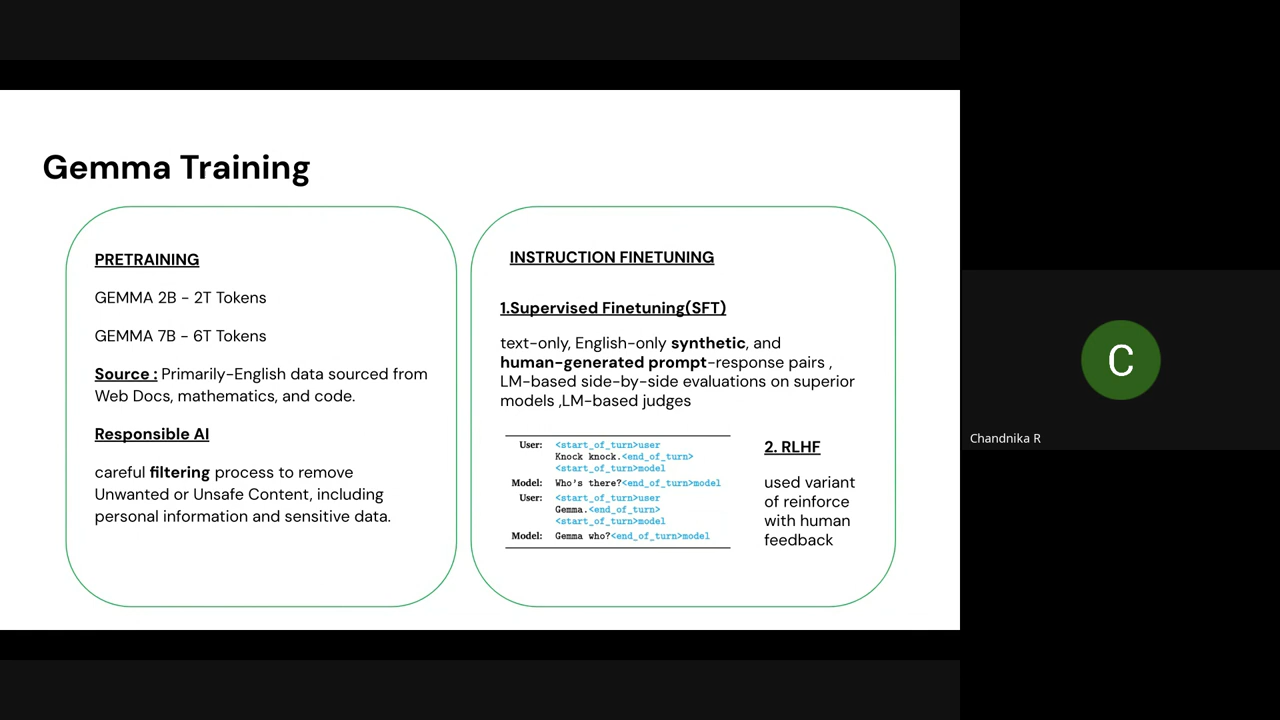 Gemma Training
PRETRAINING
GEMMA 2B - 2T Tokens
GEMMA 7B - 6T Tokens
Source : Primarily-English data sourced from
Web Docs, mathematics, and code.
Responsible AI
careful filtering process to remove
Unwanted or Unsafe Content, including
personal information and sensitive data.
INSTRUCTION FINETUNING
1.Supervised Finetuning(SFT)
text-only, English-only synthetic, and
human-generated prompt-response pairs ,
LM-based side-by-side evaluations on superior
models ,LM-based judges
User: <start_of_turn>user
Knock knock.<end_of_turn>
<start_of_turn>model
Model: Who's there?<end_of_turn>model
User: <start_of_turn>user
Gemma.<end_of_turn>
<start_of_turn>model
Model: Gemma who?<end_of_turn>model
2. RLHF
used variant
of reinforce
with human
feedback
C
Chandnika R